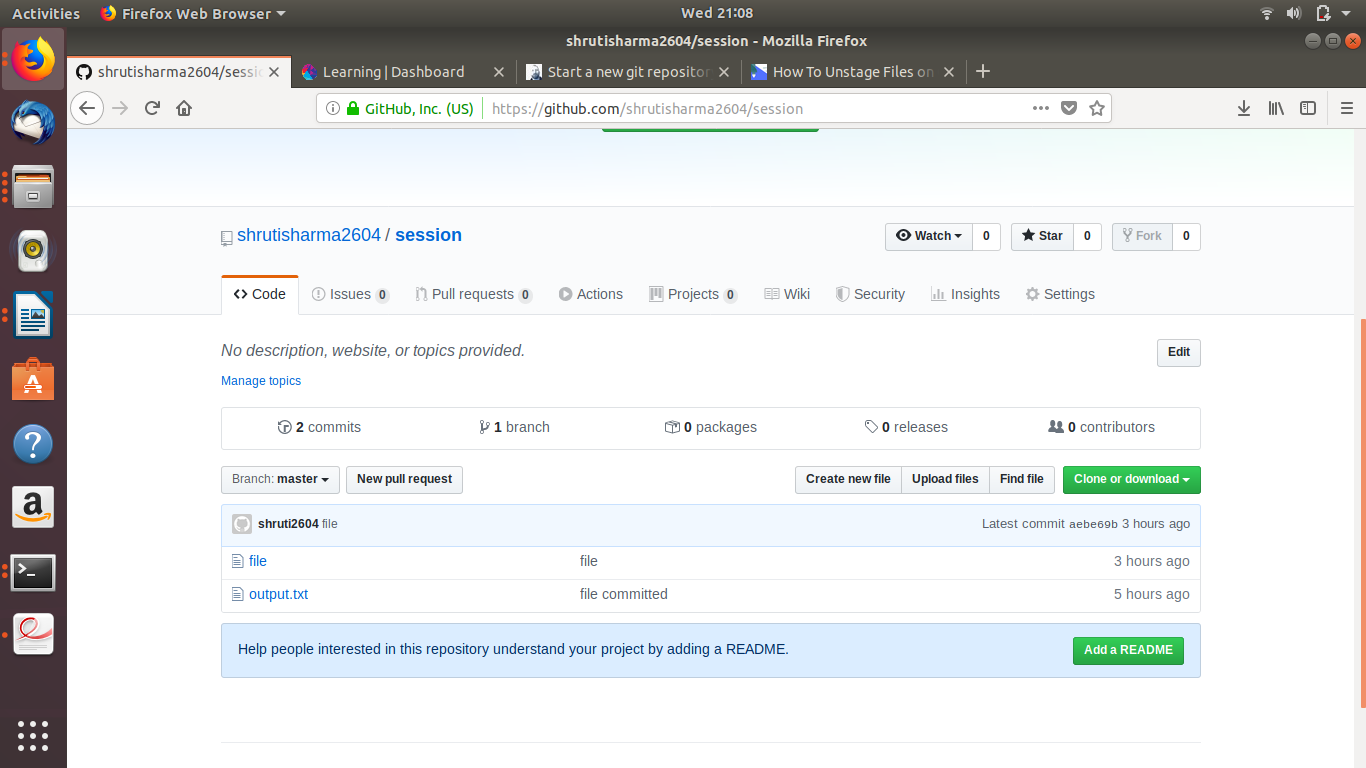 Activities Firefox Web Browser Wed 21:08
shrutisharma2604/session - Mozilla Firefox
shrutisharma2604/sessio Learning | Dashboard Start a new git repositor How To Unstage Files on
GitHub, Inc. (US) https://github.com/shrutisharma2604/session
shrutisharma2604 / session Watch 0 Star 0 Fork 0
Code Issues 0 Pull requests 0 Actions Projects 0 Wiki Security Insights Settings
No description, website, or topics provided. Edit
Manage topics
2 commits 1 branch 0 packages 0 releases 0 contributors
Branch: master New pull request Create new file Upload files Find file Clone or download
shruti2604 file Latest commit aebe69b 3 hours ago
file file 3 hours ago
output.txt file committed 5 hours ago
Help people interested in this repository understand your project by adding a README. Add a README